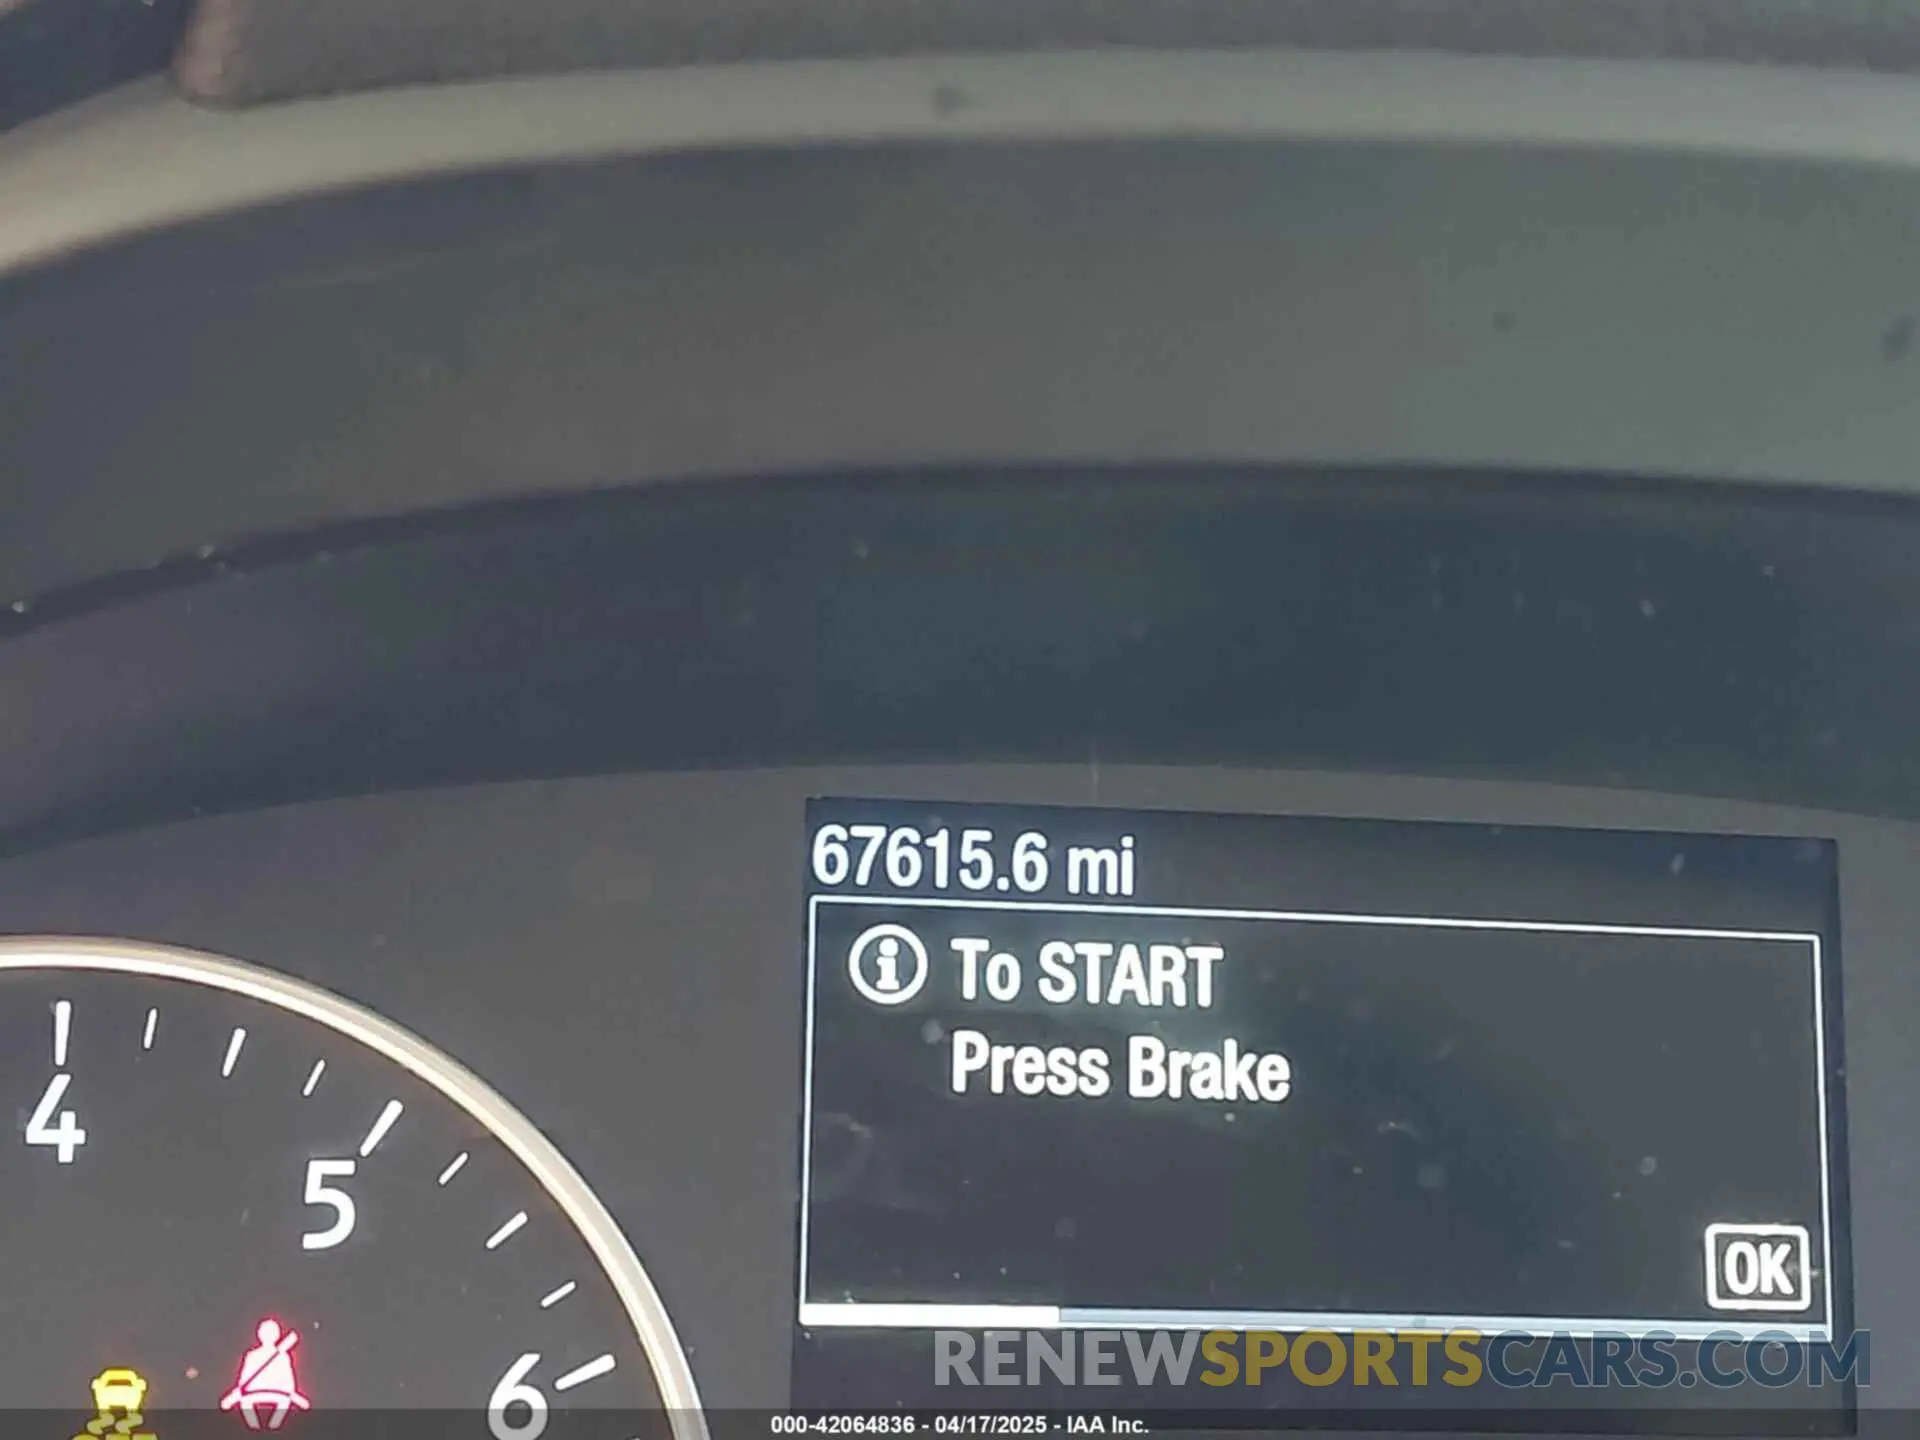 67615.6 mi
To START
Press Brake
OK
4
5
6
OFF
RENEWSPORTSCARS.COM
000-42064836 - 04/17/2025 - IAA Inc.